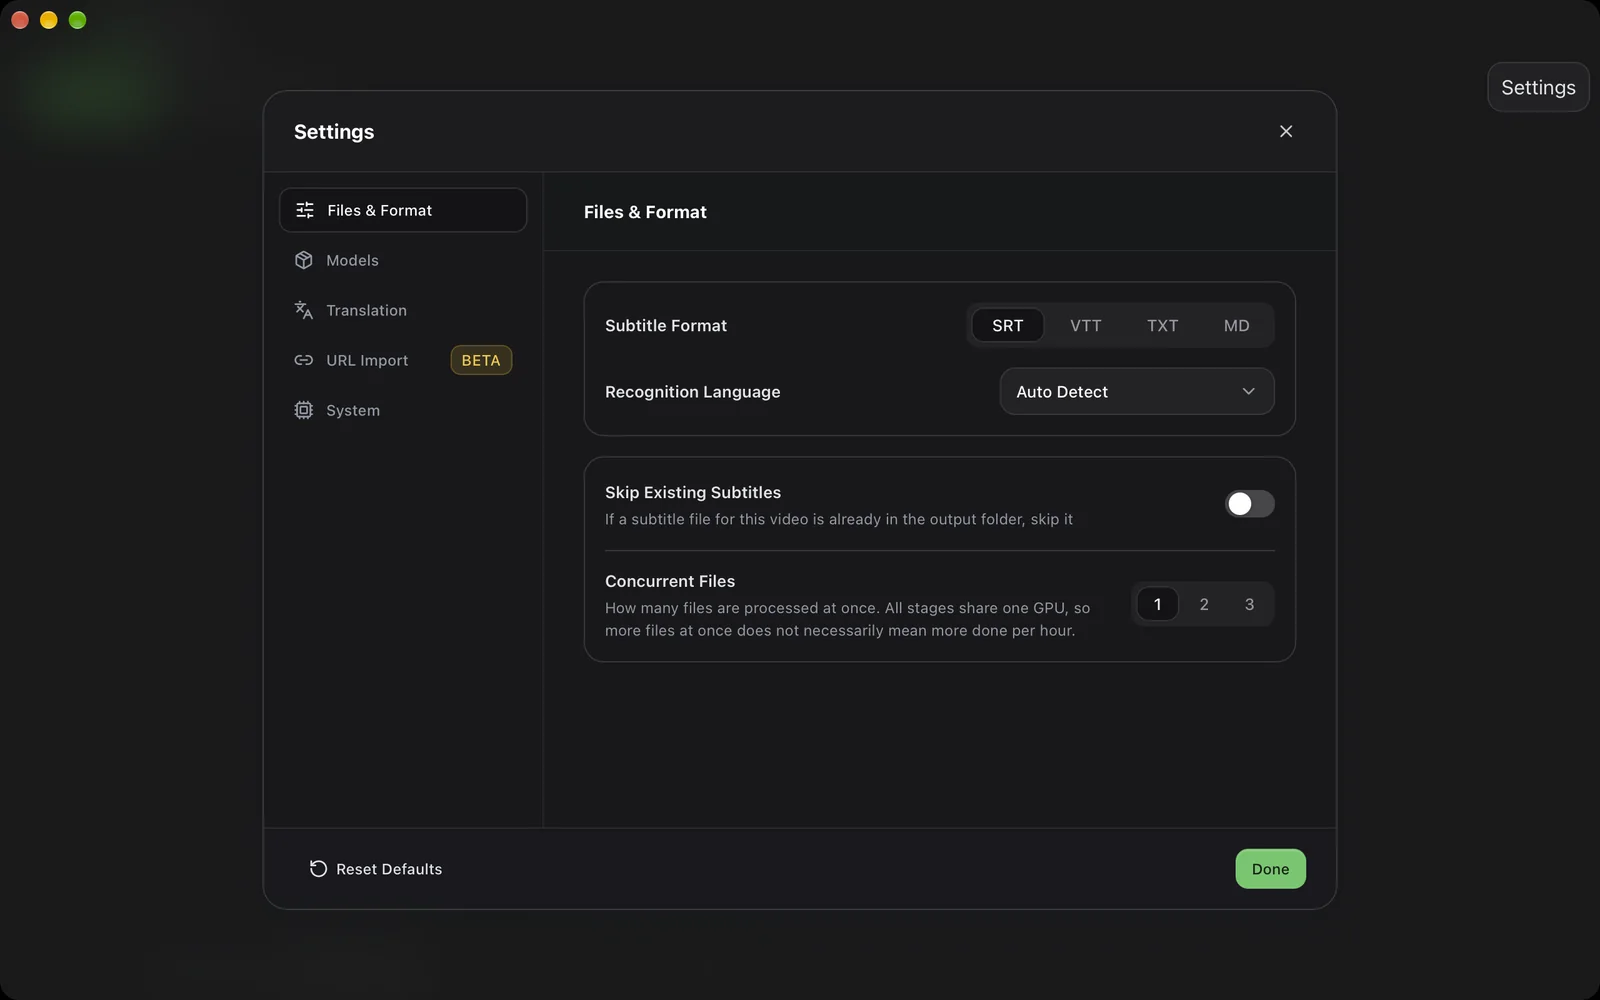 Settings
Settings
Files & Format
Models
Translation
URL Import BETA
System
Files & Format
Subtitle Format
SRT VTT TXT MD
Recognition Language
Auto Detect
Skip Existing Subtitles
If a subtitle file for this video is already in the output folder, skip it
Concurrent Files
How many files are processed at once. All stages share one GPU, so
more files at once does not necessarily mean more done per hour.
1 2 3
Reset Defaults
Done